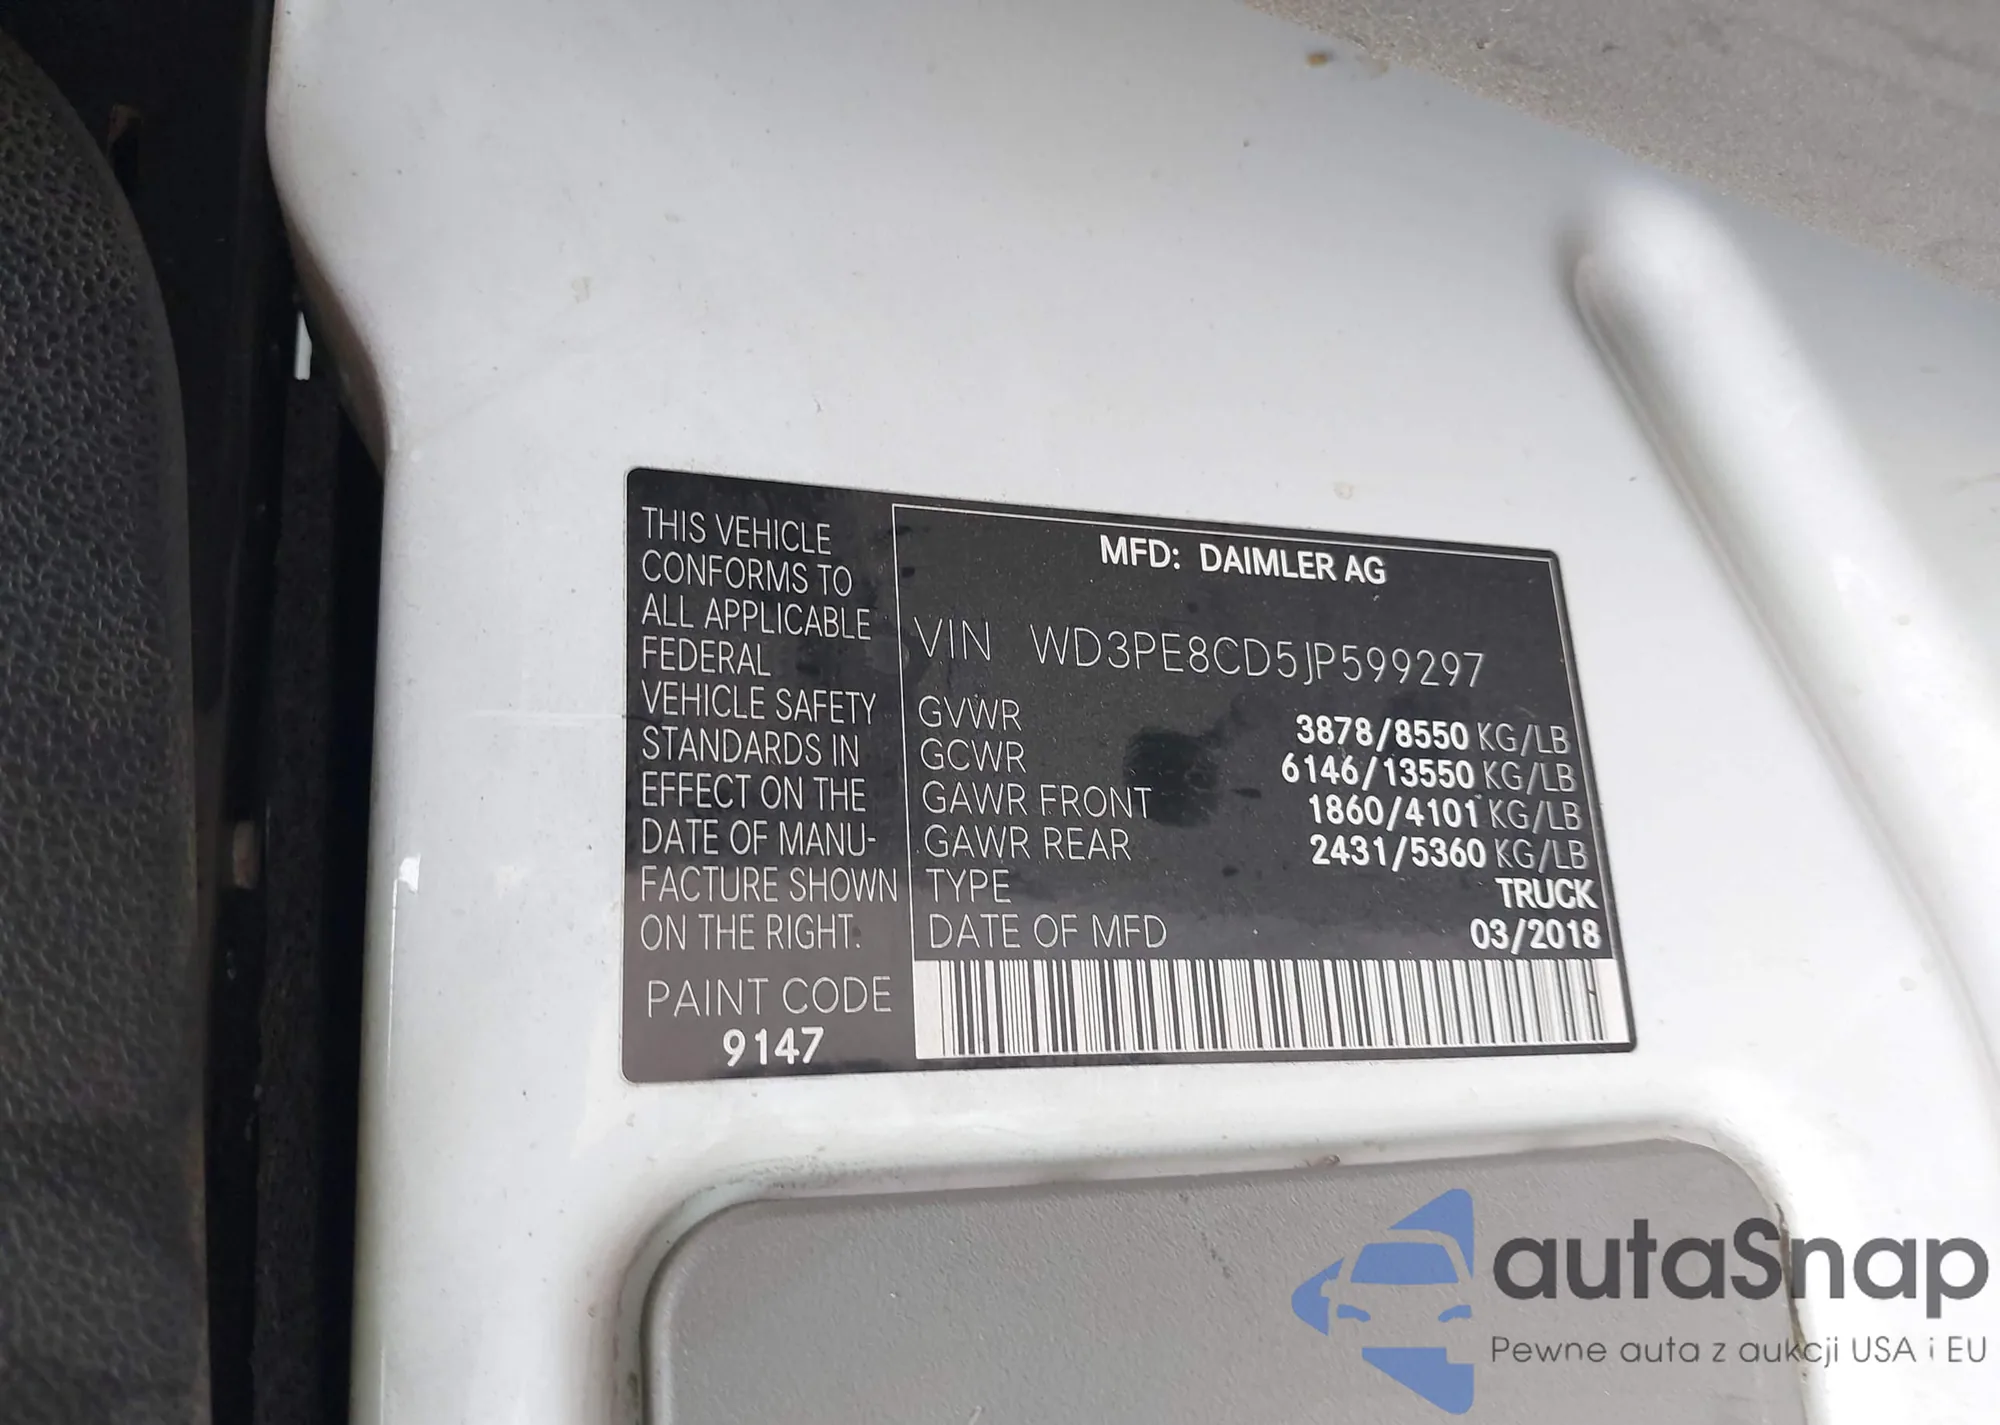 THIS VEHICLE
CONFORMS TO
ALL APPLICABLE
FEDERAL
VEHICLE SAFETY
STANDARDS IN
EFFECT ON THE
DATE OF MANU-
FACTURE SHOWN
ON THE RIGHT.
PAINT CODE
9147
MFD: DAIMLER AG
VIN WD3PE8CD5JP599297
GVWR 3878/8550 KG/LB
GCWR 6146/13550 KG/LB
GAWR FRONT 1860/4101 KG/LB
GAWR REAR 2431/5360 KG/LB
TYPE TRUCK
DATE OF MFD 03/2018
autaSnap
Pewne auta z aukcji USA i EU